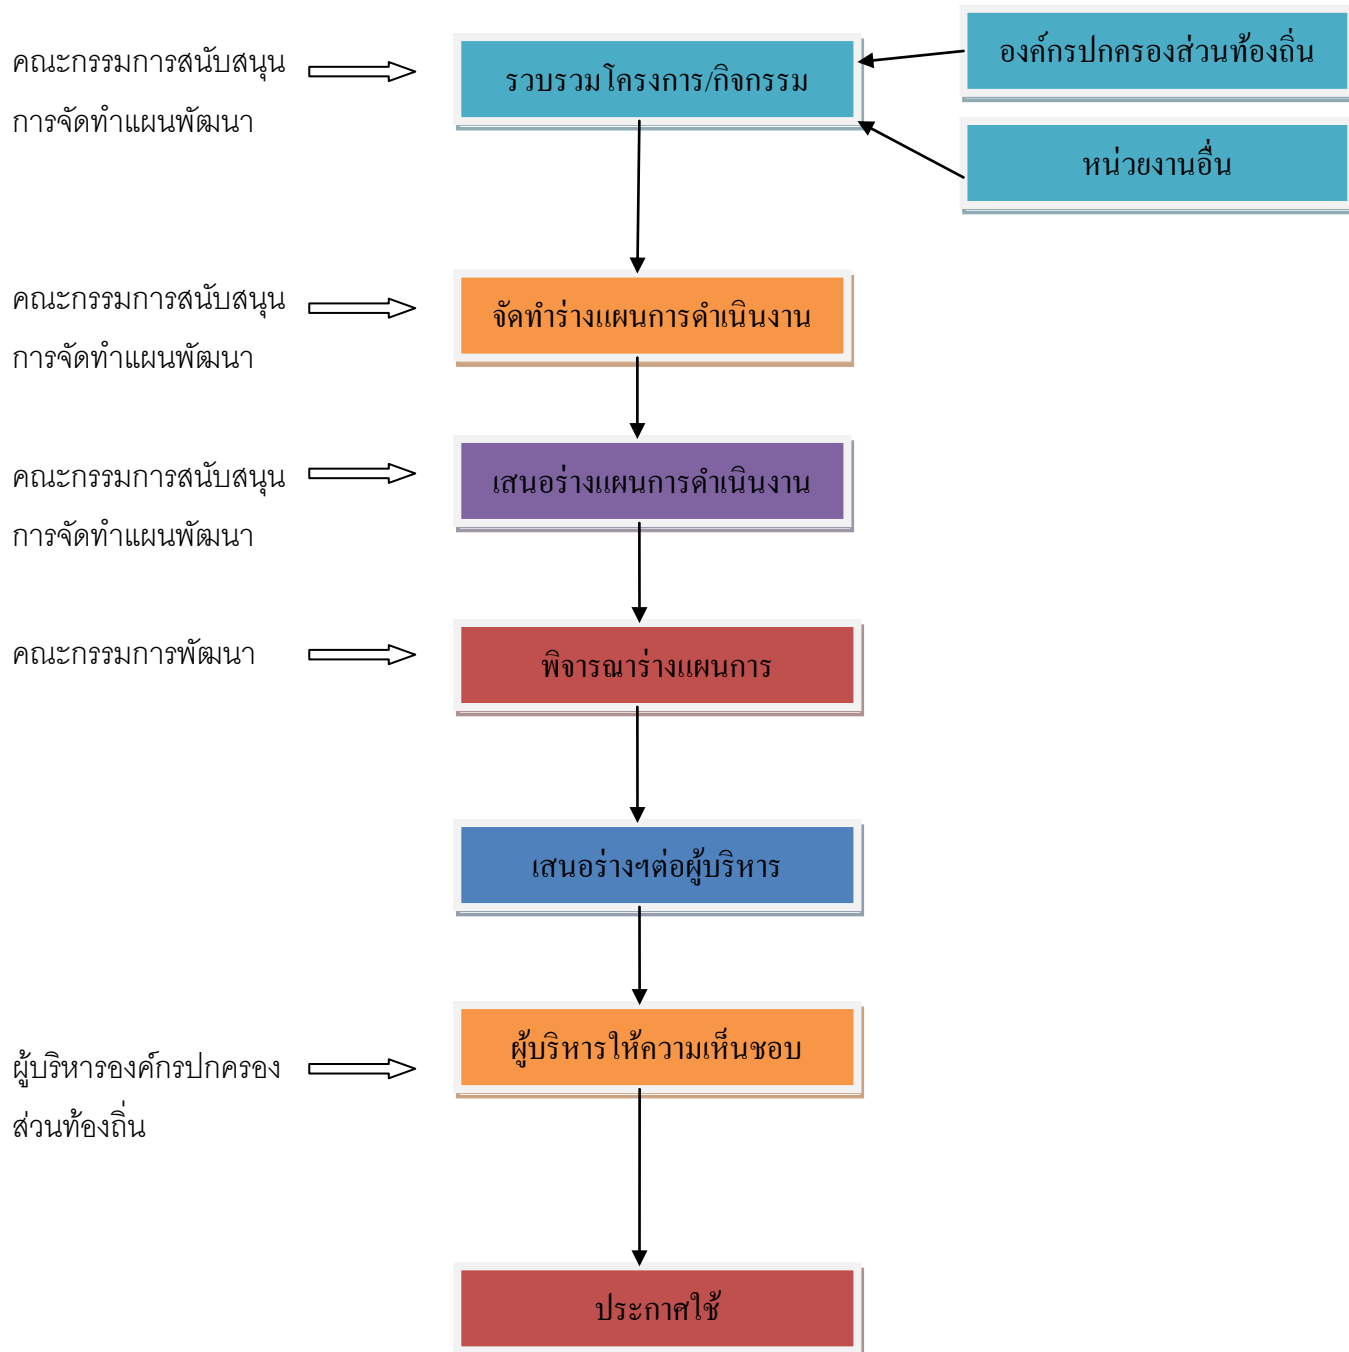 คณะกรรมการสนับสนุน
การจัดทำแผนพัฒนา
รวบรวมโครงการ/กิจกรรม
องค์กรปกครองส่วนท้องถิ่น
หน่วยงานอื่น
คณะกรรมการสนับสนุน
การจัดทำแผนพัฒนา
จัดทำร่างแผนการดำเนินงาน
คณะกรรมการสนับสนุน
การจัดทำแผนพัฒนา
เสนอร่างแผนการดำเนินงาน
คณะกรรมการพัฒนา
พิจารณาร่างแผนการ
เสนอร่างฯต่อผู้บริหาร
ผู้บริหารองค์กรปกครอง
ส่วนท้องถิ่น
ผู้บริหารให้ความเห็นชอบ
ประกาศใช้